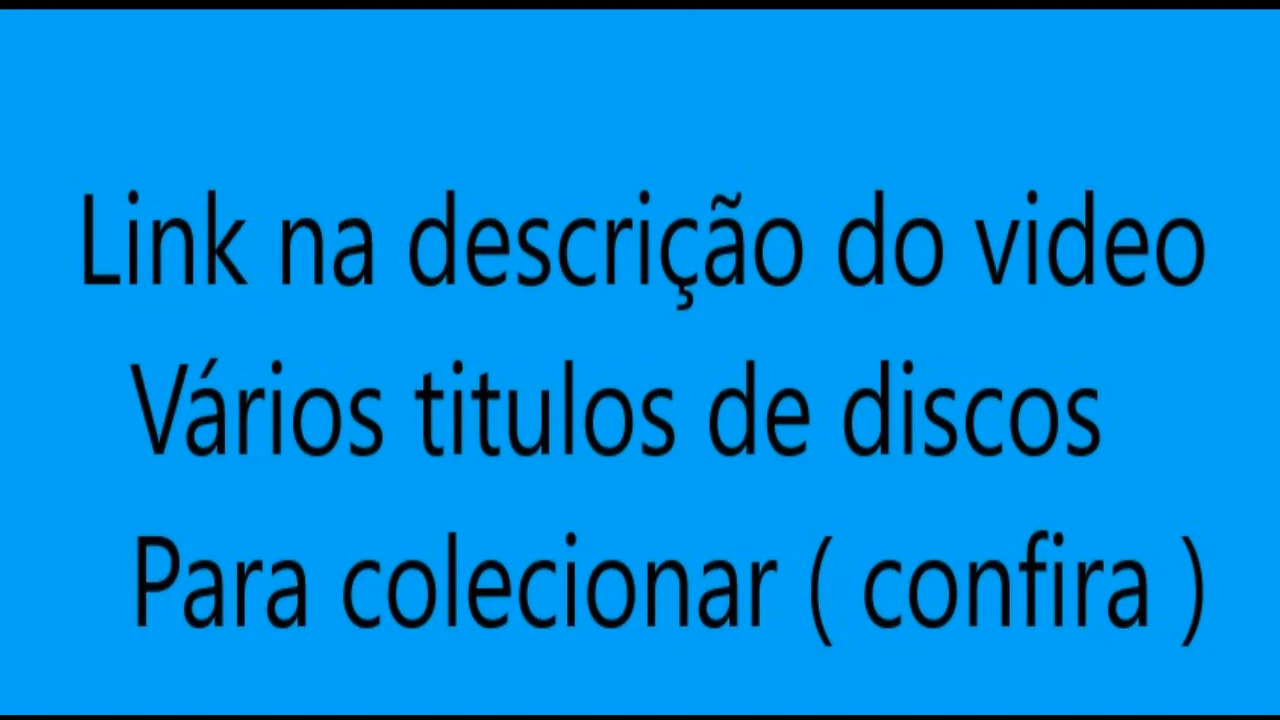 Link na descrição do video
Vários titulos de discos
Para colecionar ( confira )